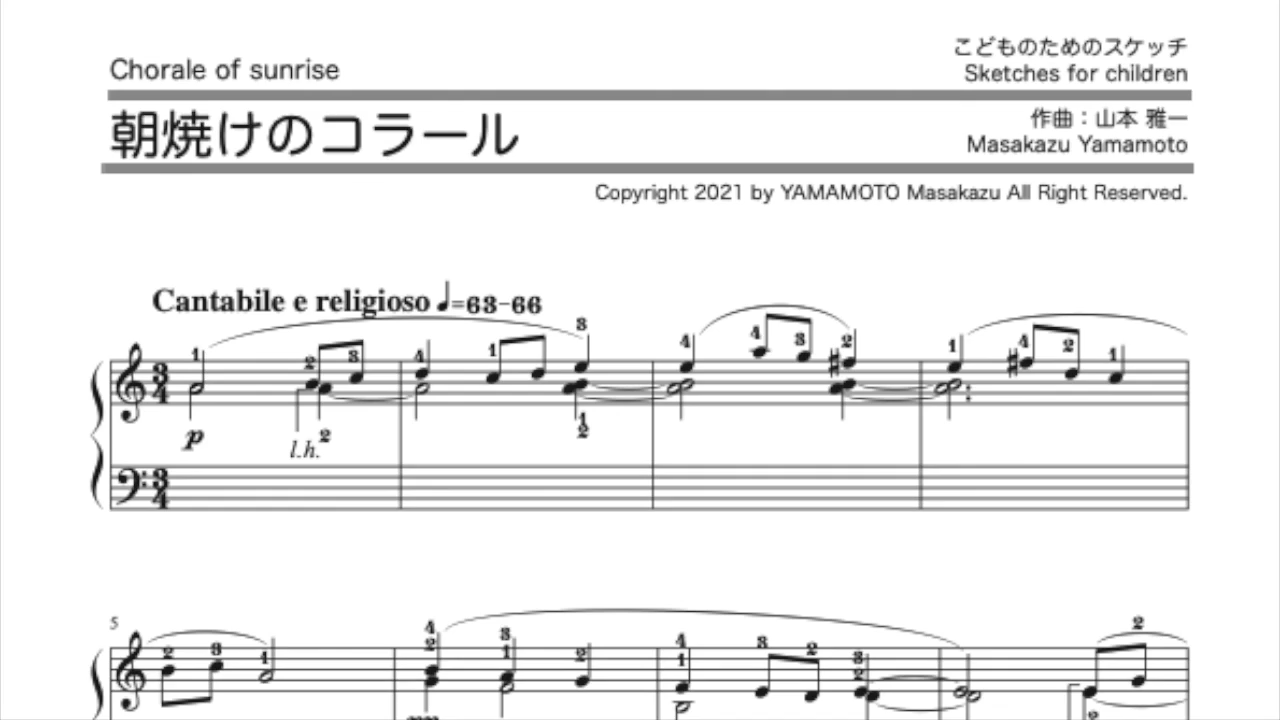 Chorale of sunrise
こどものためのスケッチ
Sketches for children
朝焼けのコラール
作曲：山本 雅一
Masakazu Yamamoto
Copyright 2021 by YAMAMOTO Masakazu All Right Reserved.
Cantabile e religioso ♩=63-66
p
l.h.
5